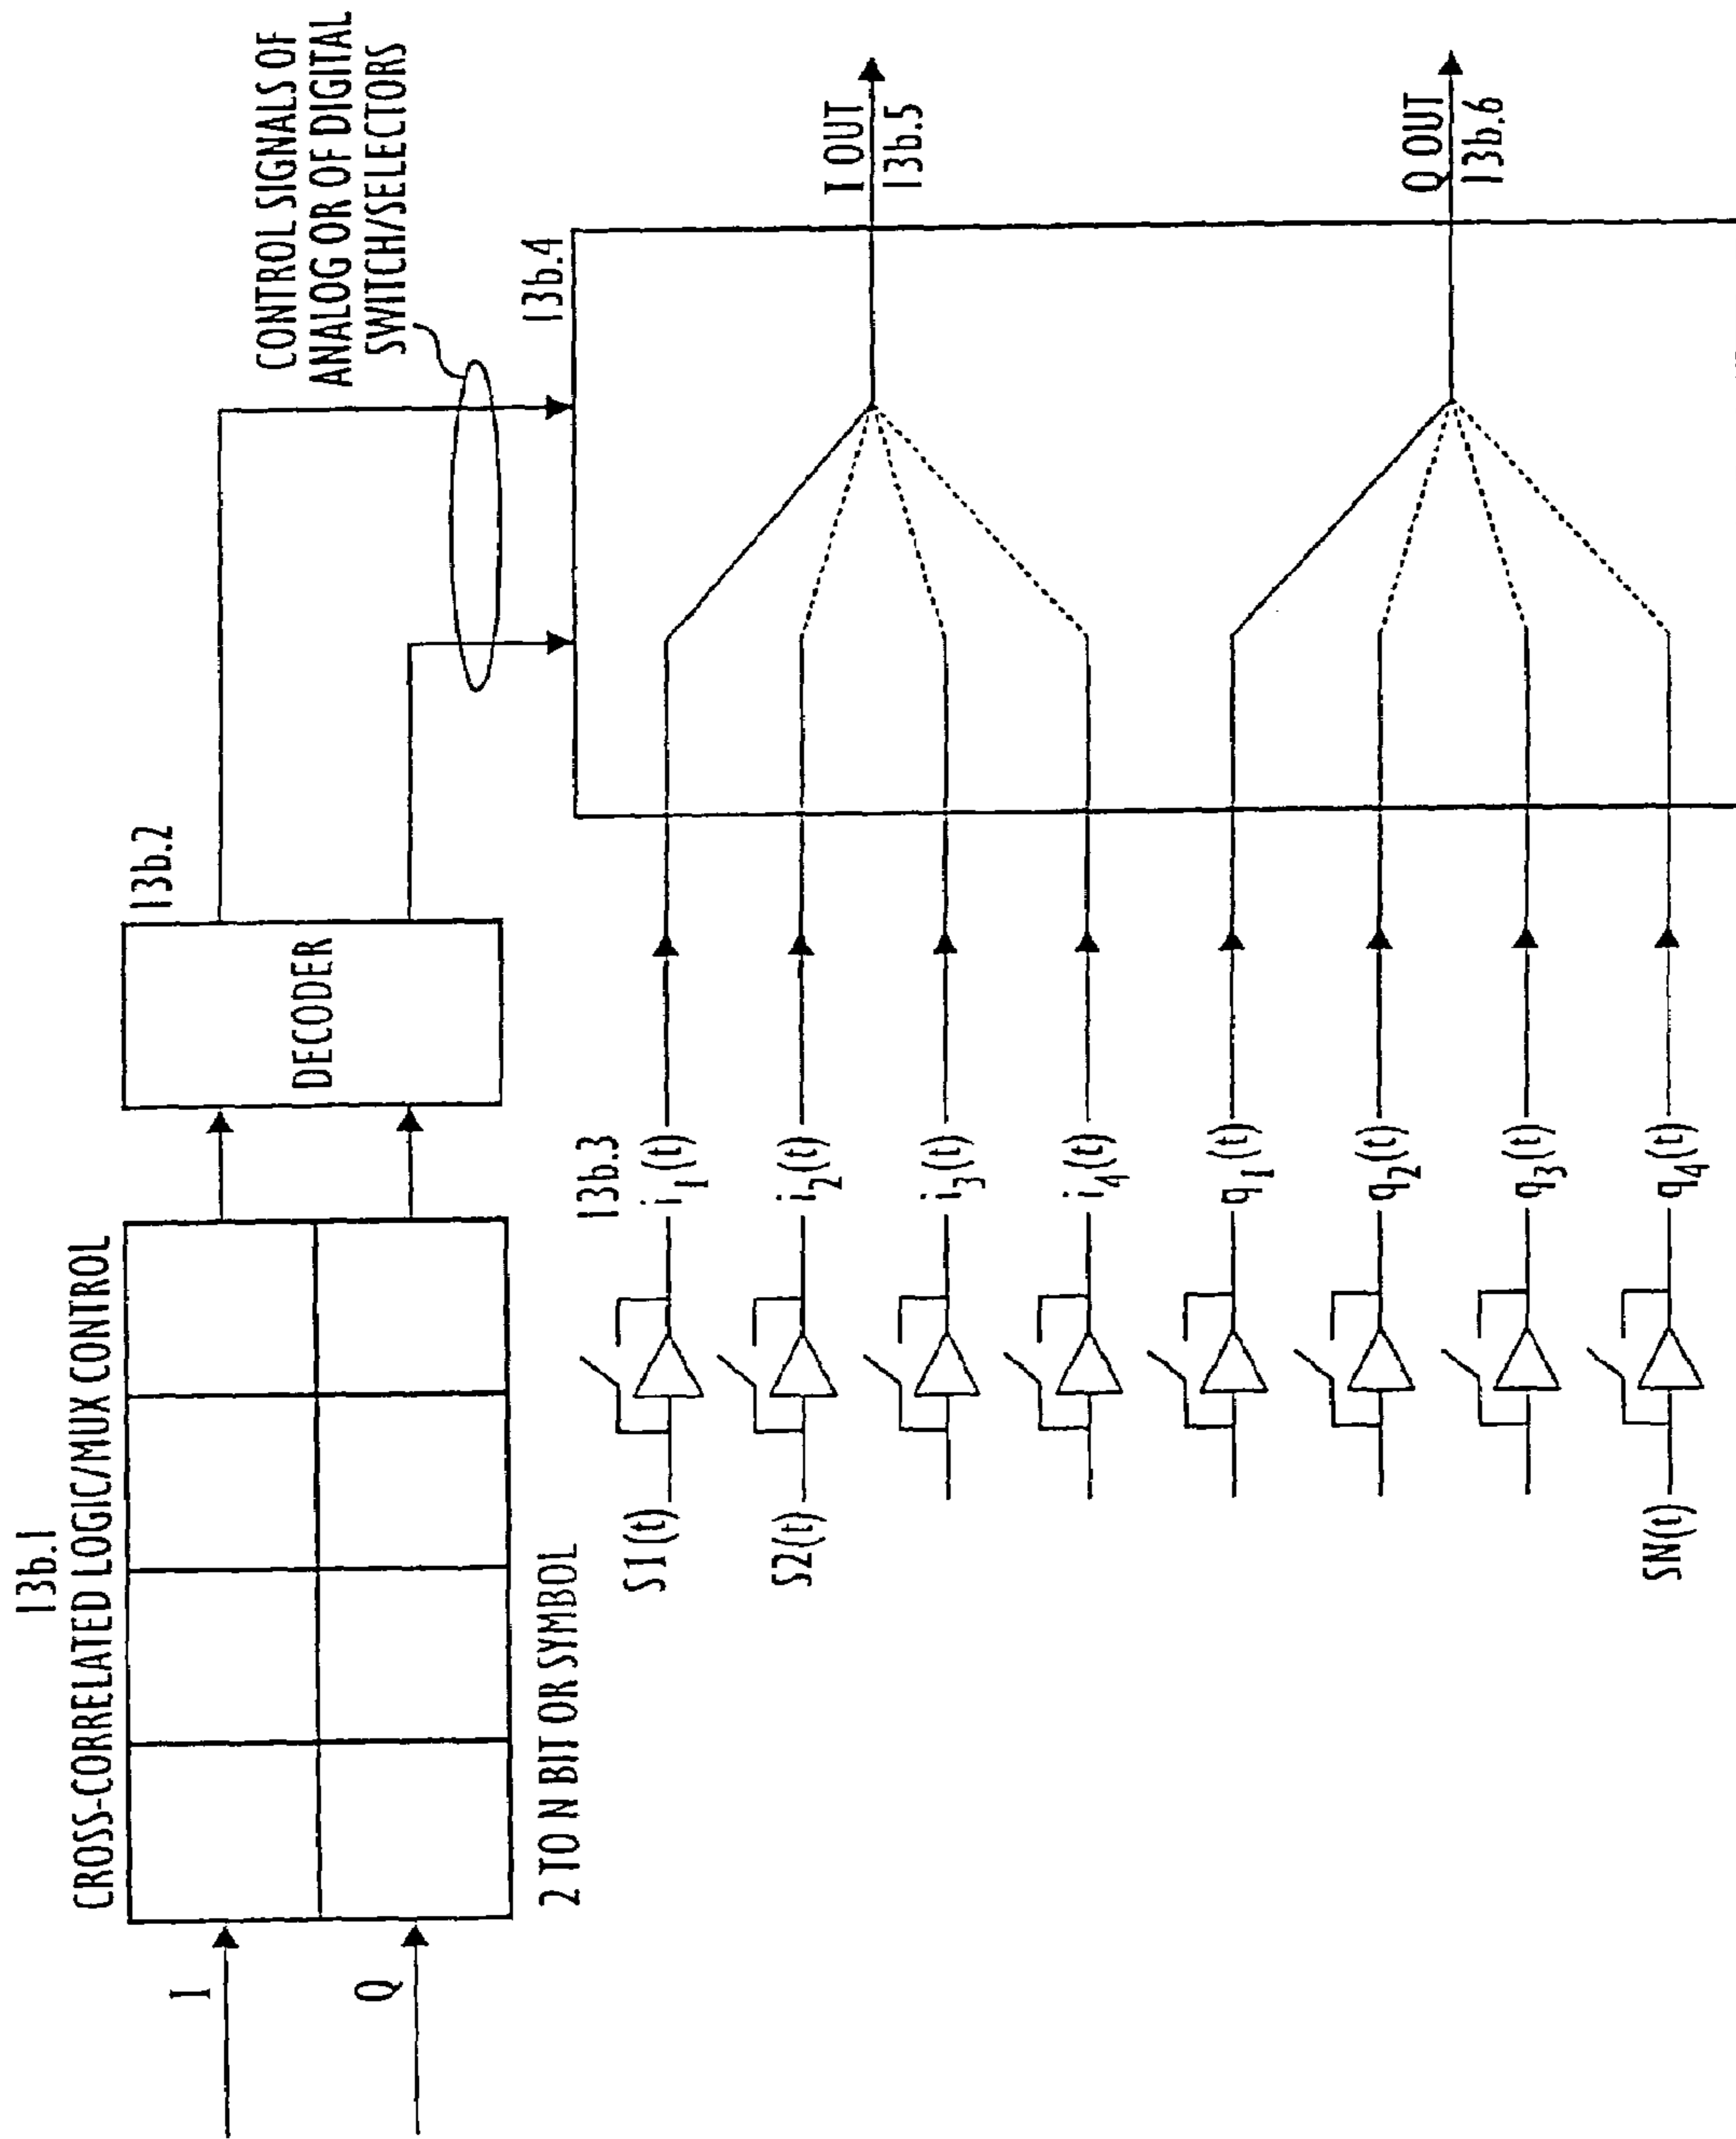 13b.1
CROSS-CORRELATED LOGIC/MUX CONTROL
I
Q
2 TO N BIT OR SYMBOL
13b.2
DECODER
CONTROL SIGNALS OF
ANALOG OR OF DIGITAL
SWITCH/SELECTORS
13b.3
13b.4
S1(t)
i1(t)
S2(t)
i2(t)
i3(t)
i4(t)
q1(t)
q2(t)
q3(t)
SN(t)
q4(t)
I OUT
13b.5
Q OUT
13b.6